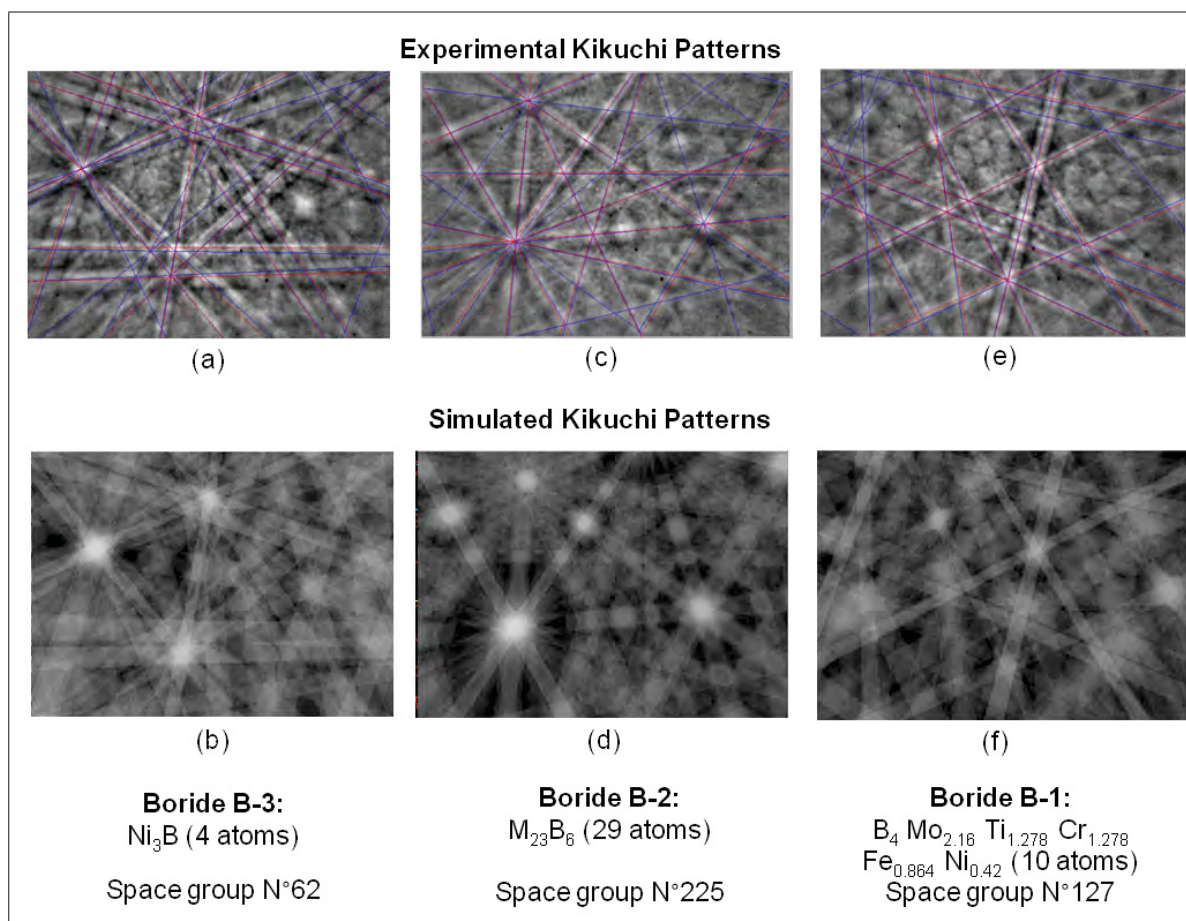 Experimental Kikuchi Patterns
(a) (c) (e)
Simulated Kikuchi Patterns
(b) (d) (f)
Boride B-3: Boride B-2: Boride B-1:
Ni₃B (4 atoms) M₂₃B₆ (29 atoms) B₄ Mo₂.₁₆ Ti₁.₂₇₈ Cr₁.₂₇₈
Fe₀.₈₆₄ Ni₀.₄₂ (10 atoms)
Space group N°62 Space group N°225 Space group N°127